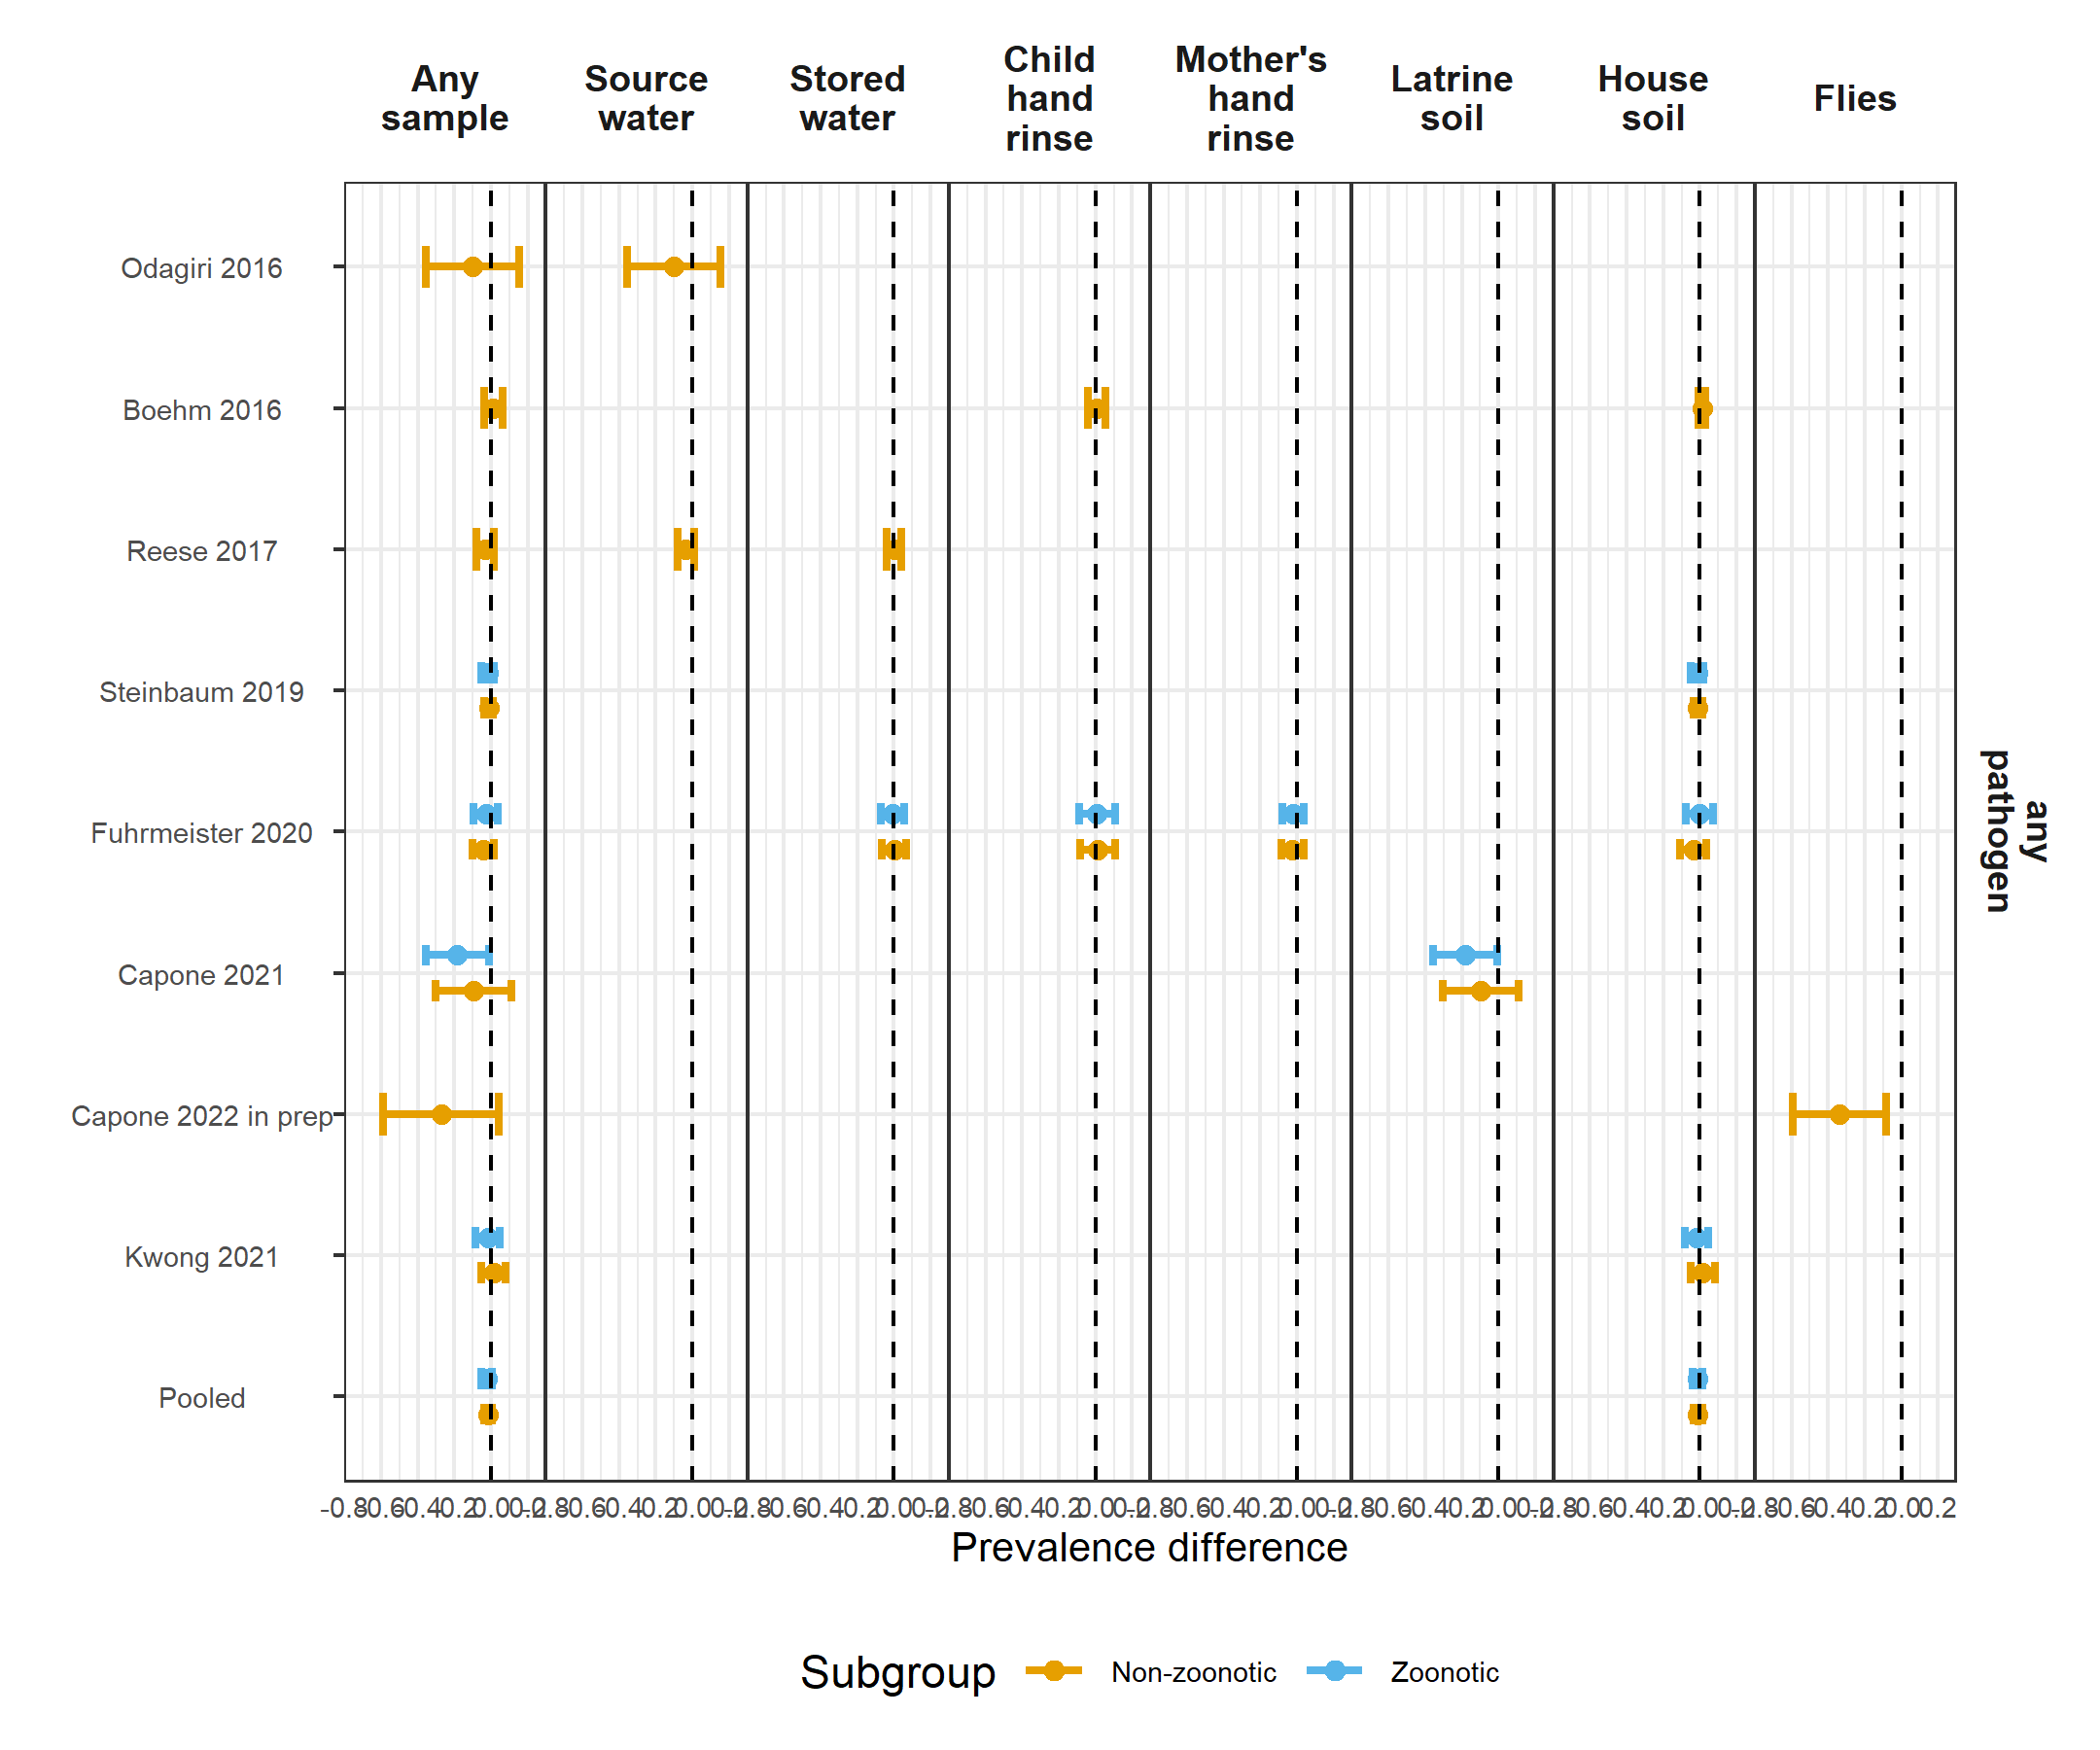 Any
sample
Source
water
Stored
water
Child
hand
rinse
Mother's
hand
rinse
Latrine
soil
House
soil
Flies
Odagiri 2016
Boehm 2016
Reese 2017
Steinbaum 2019
Fuhrmeister 2020
Capone 2021
Capone 2022 in prep
Kwong 2021
Pooled
any
pathogen
Prevalence difference
Subgroup
Non-zoonotic
Zoonotic